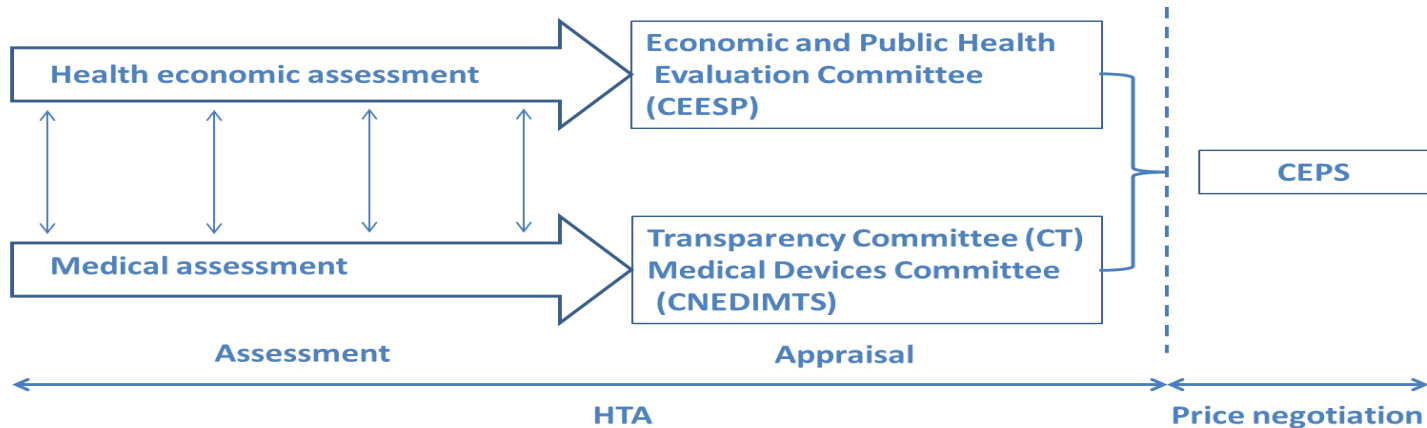 Health economic assessment
Economic and Public Health
Evaluation Committee
(CEESP)
CEPS
Medical assessment
Transparency Committee (CT)
Medical Devices Committee
(CNEDIMTS)
Assessment
Appraisal
HTA
Price negotiation